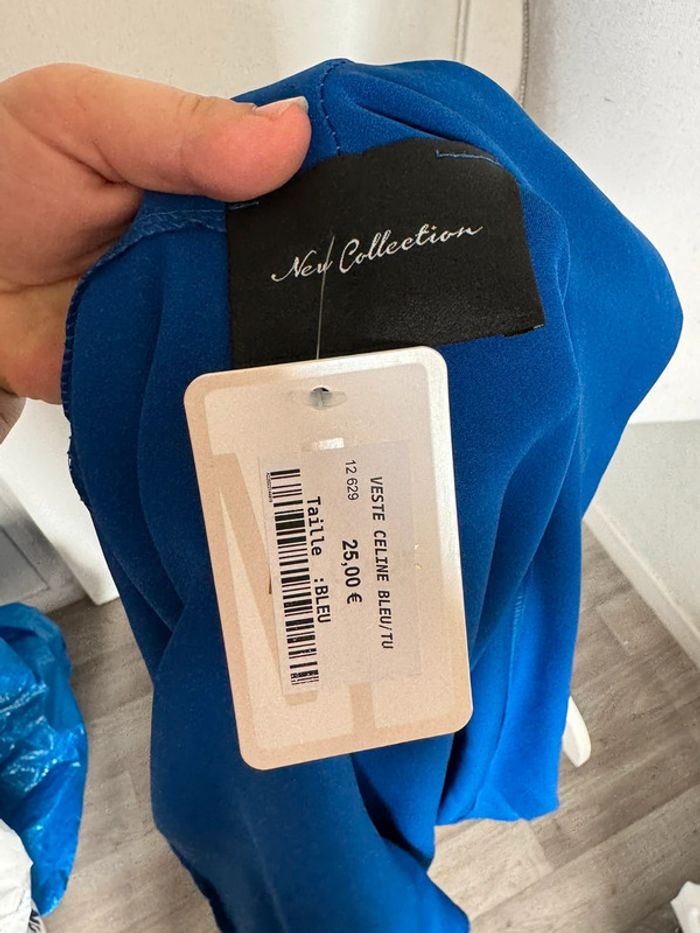 New Collection
VESTE CELINE BLEU/TU
12 629 25,00 €
Taille :BLEU